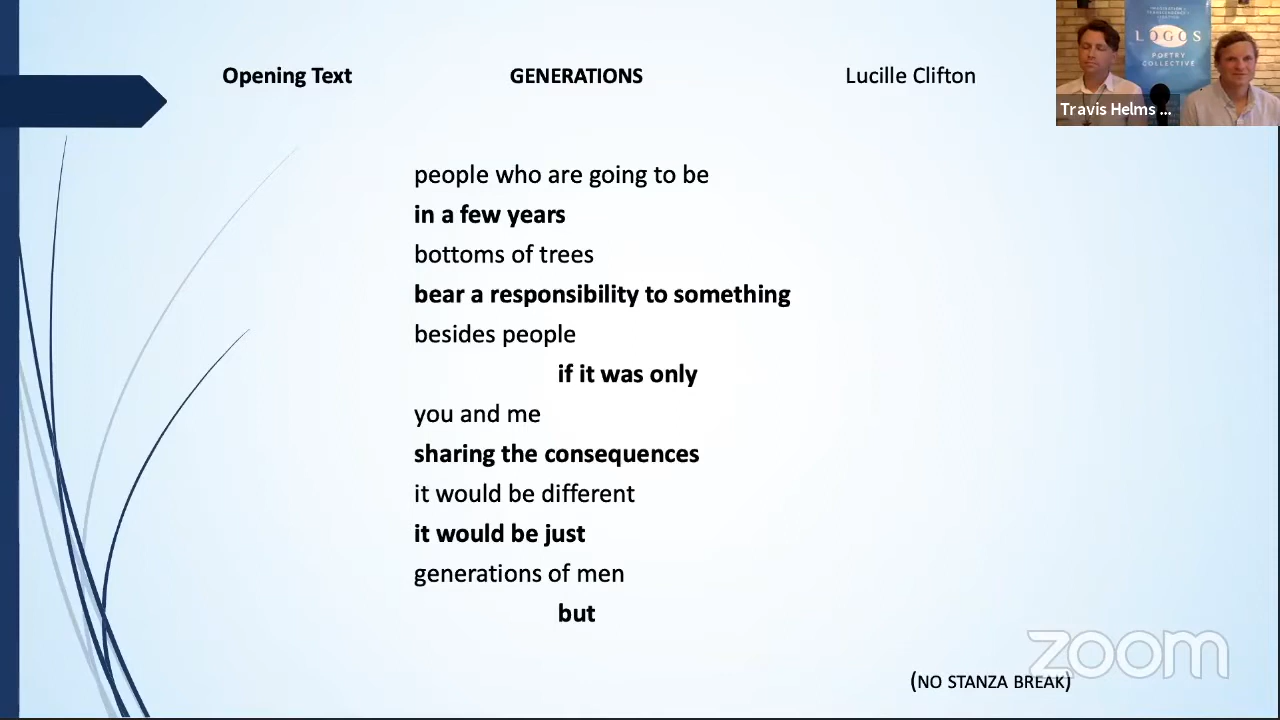 Opening Text GENERATIONS Lucille Clifton
people who are going to be
in a few years
bottoms of trees
bear a responsibility to something
besides people
if it was only
you and me
sharing the consequences
it would be different
it would be just
generations of men
but
(NO STANZA BREAK)
zoom
LOGOS
POETRY
COLLECTIVE
Travis Helms ...